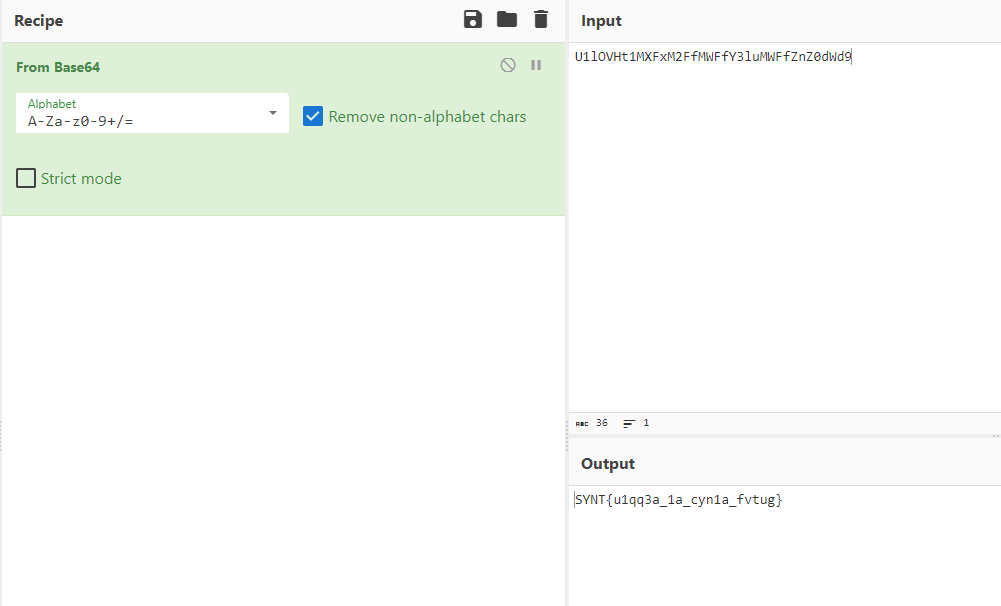 Recipe
From Base64
Alphabet
A-Za-z0-9+/=
Remove non-alphabet chars
Strict mode
Input
U1lOVHt1MXFxM2FfMWFfY3luMWFfZnZ0dWd9
ABC 36 1
Output
SYNT{u1qq3a_1a_cyn1a_fvtug}